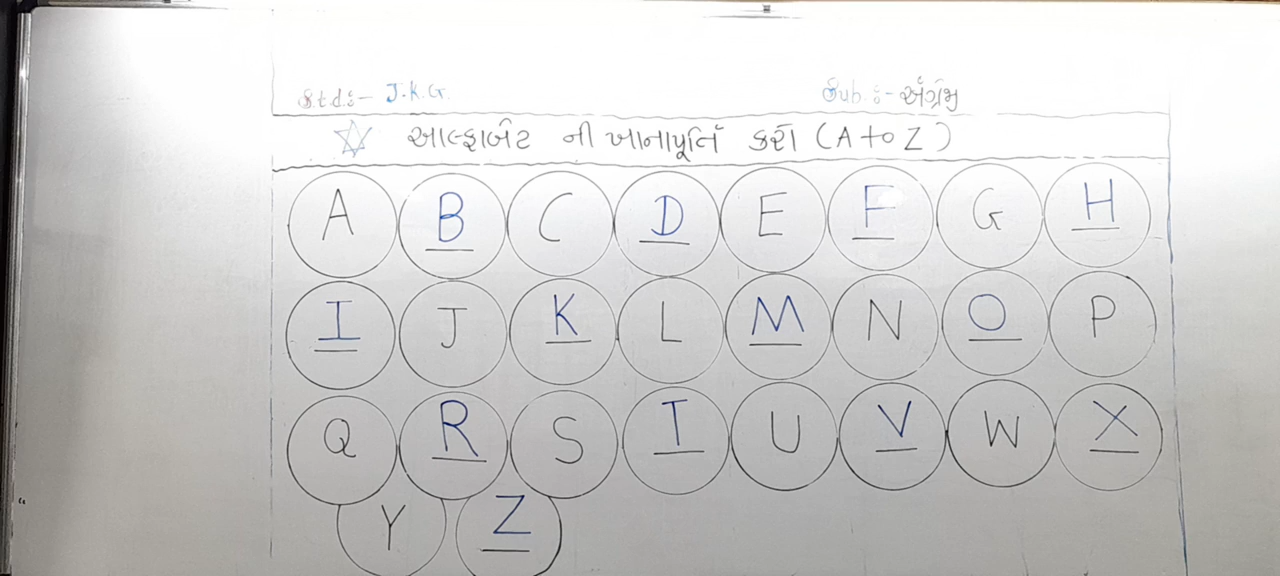 Std:- J.K.G. Sub:- અંગ્રેજી
આલ્ફાબેટ ની ખાનાપૂર્તિ કરો (A to Z)
A B C D E F G H
I J K L M N O P
Q R S T U V W X
Y Z